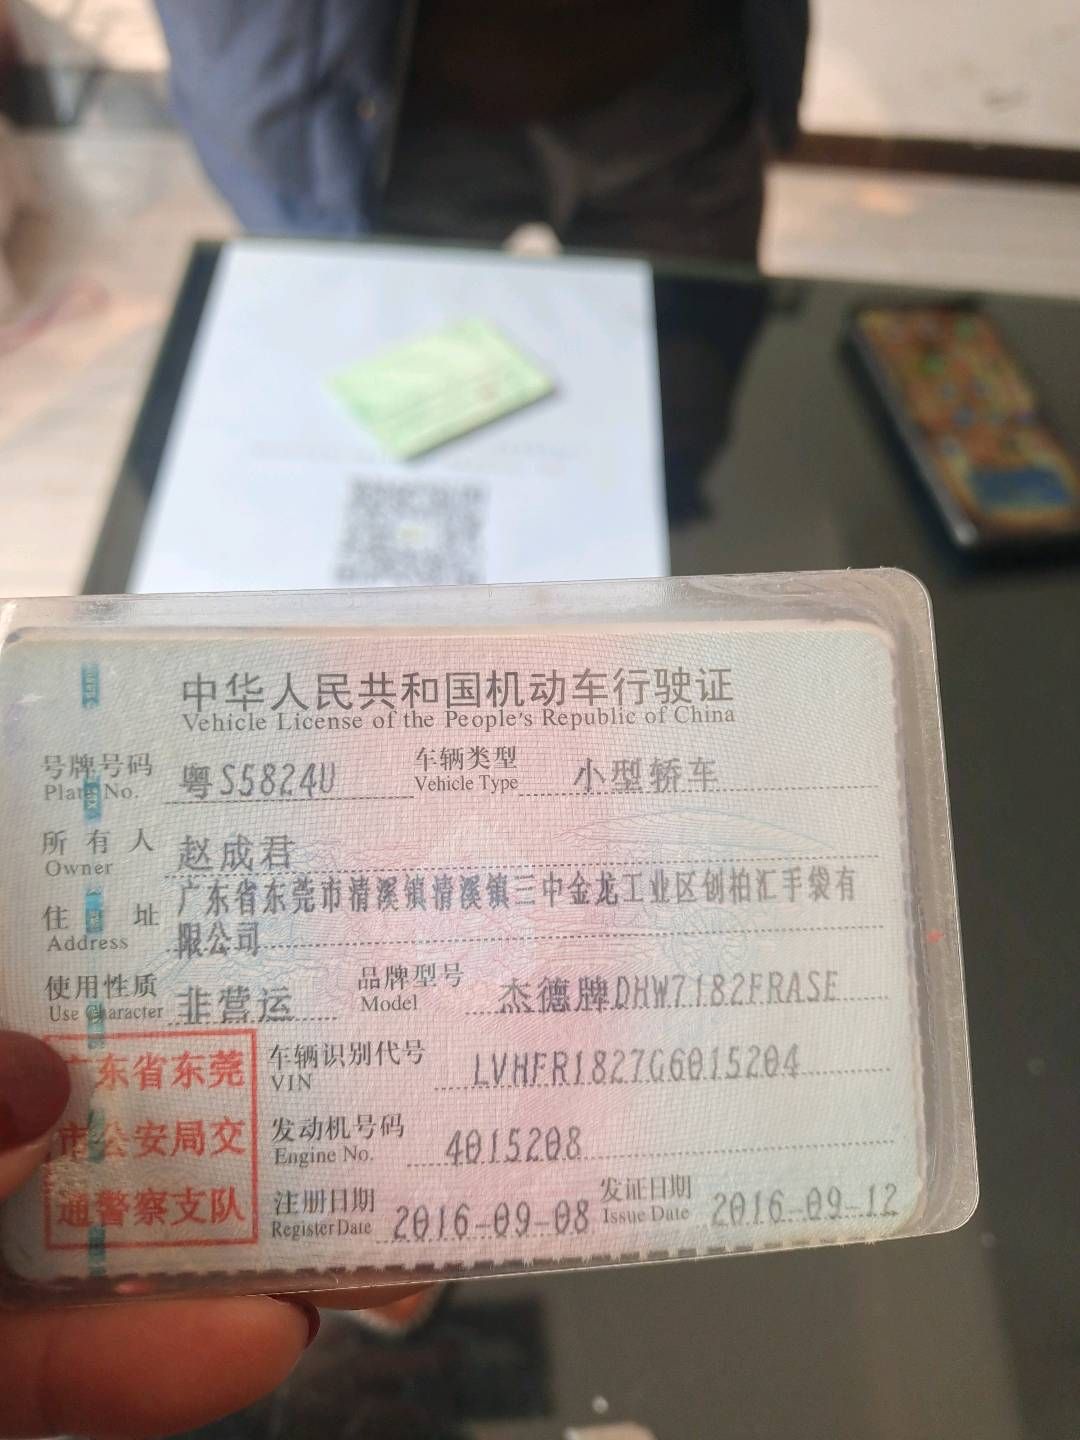 中华人民共和国机动车行驶证
Vehicle License of the People's Republic of China
号牌号码 粤S5824U 车辆类型 小型轿车
Plate No. Vehicle Type
所有人 赵成君
Owner
住址 广东省东莞市清溪镇清溪镇三中金龙工业区创柏汇手袋有
Address 限公司
使用性质 非营运 品牌型号 杰德牌DHW7182FRASE
Use Character Model
广东省东莞
市公安局交
通警察支队
车辆识别代号 LVHFR1827G6015204
VIN
发动机号码 4015208
Engine No.
注册日期 2016-09-08 发证日期 2016-09-12
Register Date Issue Date